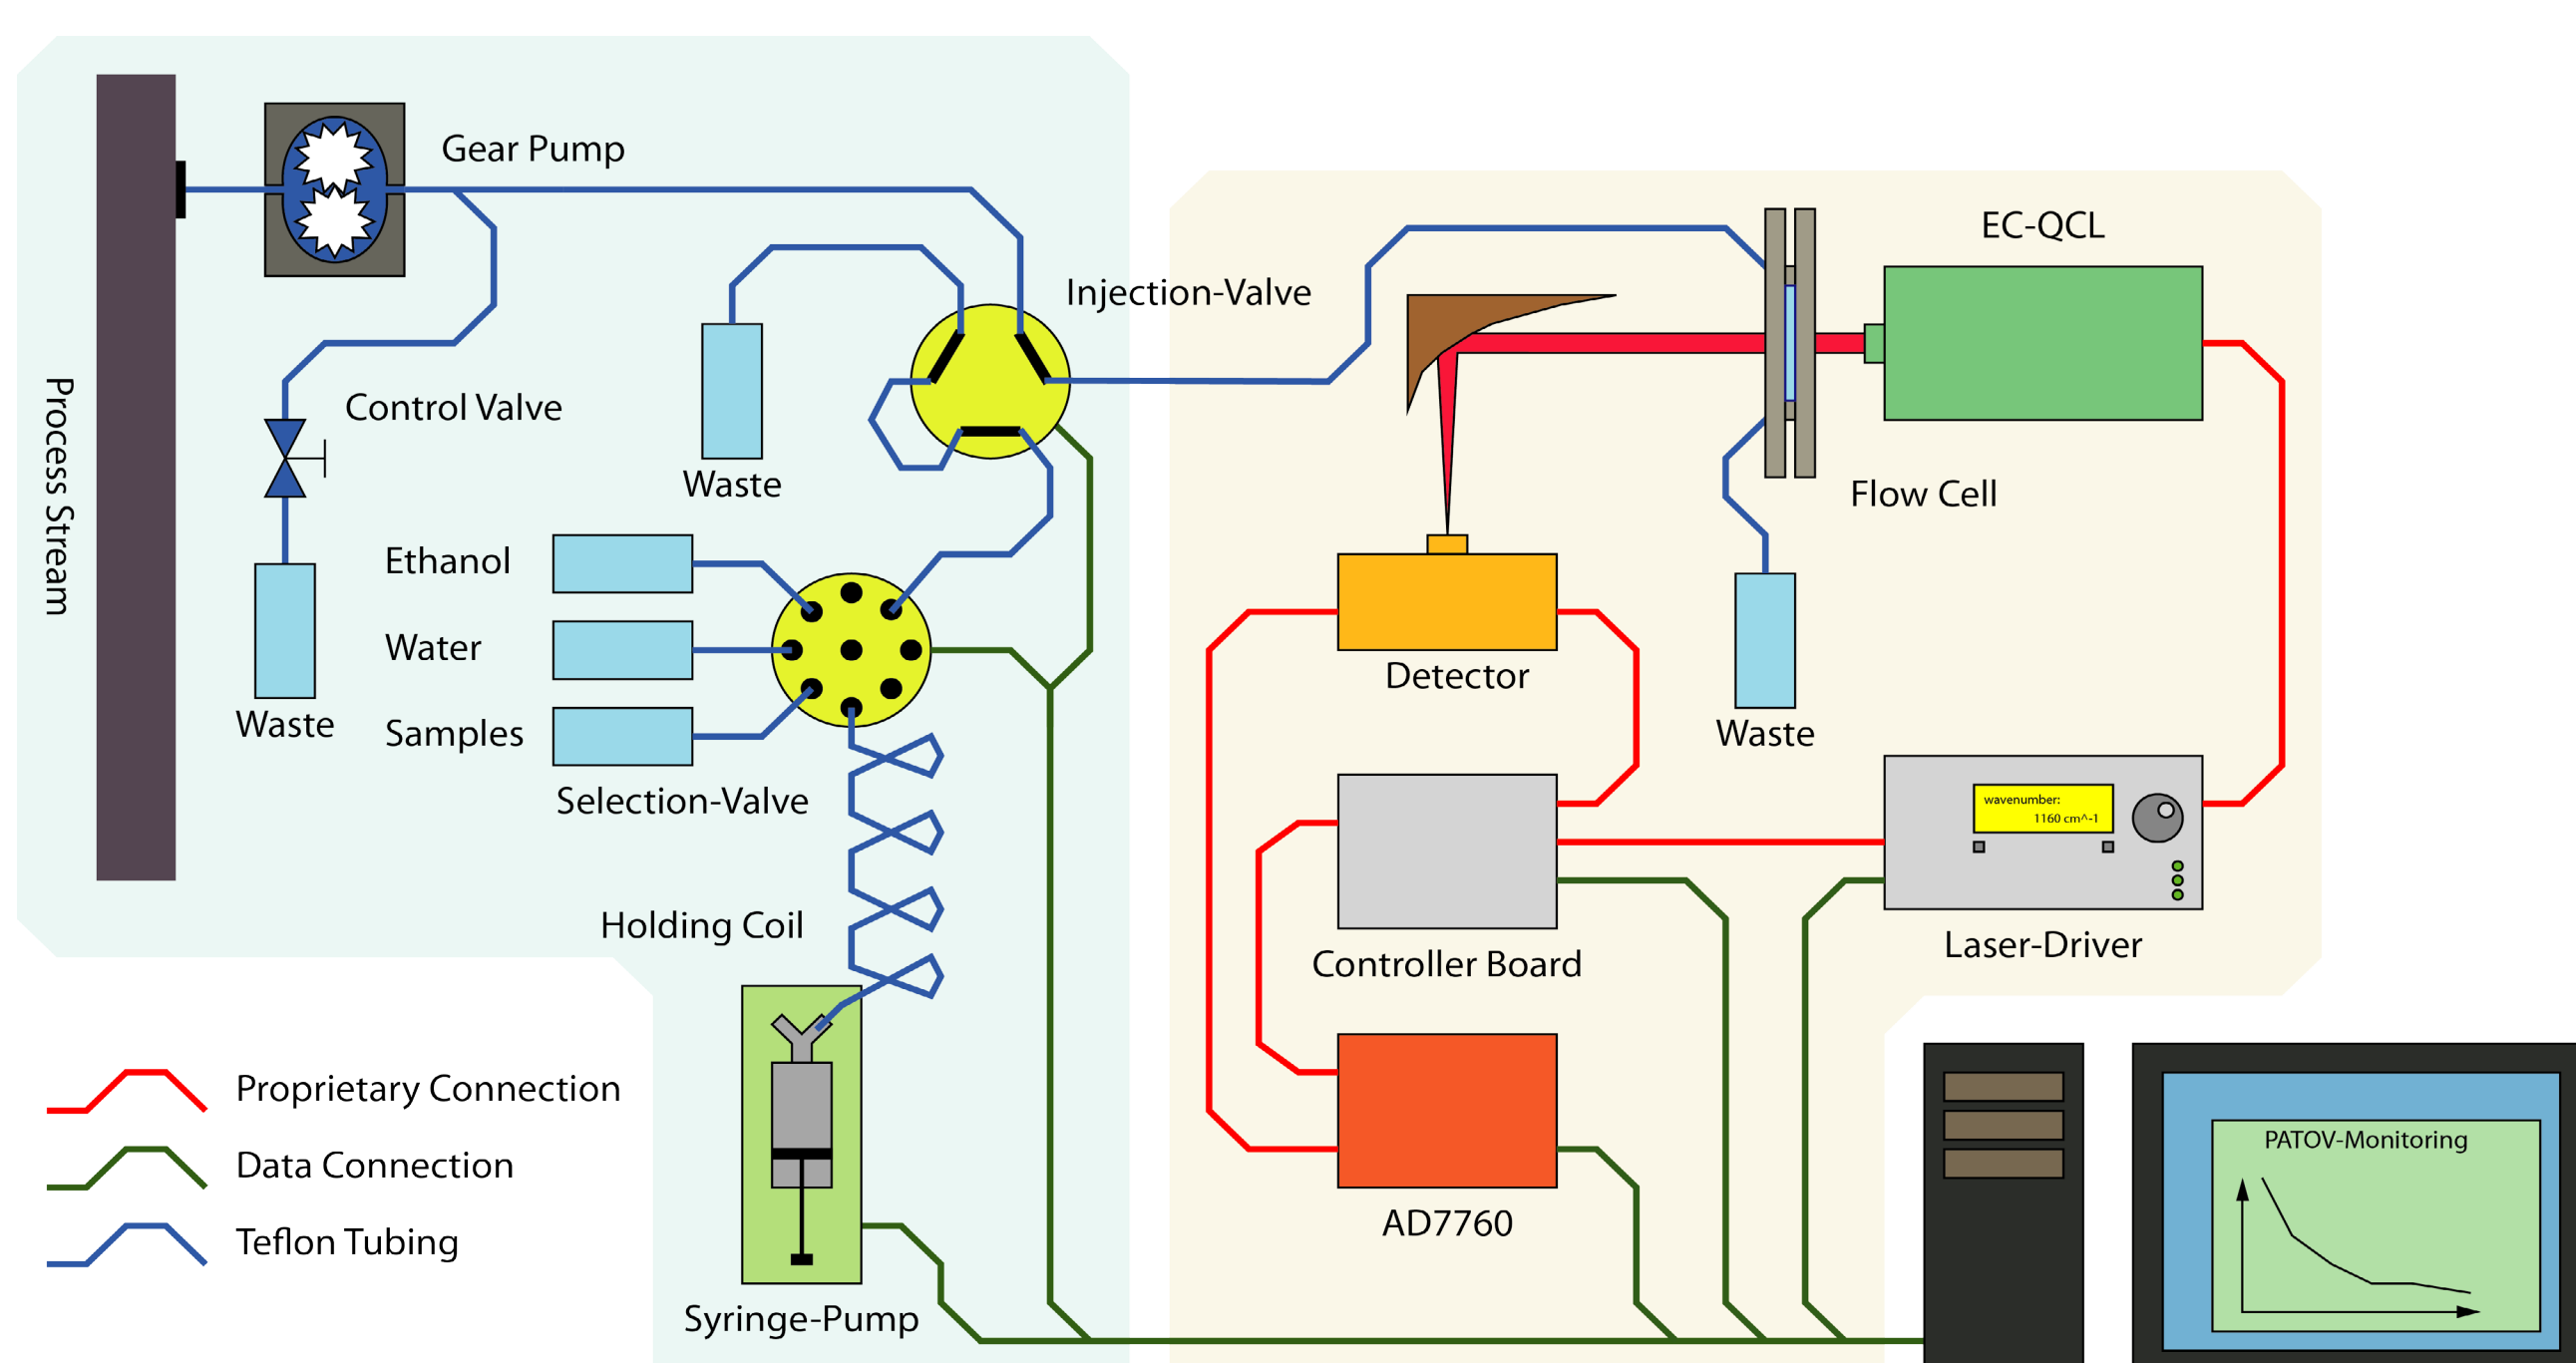 Gear Pump
EC-QCL
Injection-Valve
Process Stream
Control Valve
Waste
Flow Cell
Ethanol
Water
Samples
Waste
Selection-Valve
Detector
Waste
wavenumber:
1160 cm^-1
Holding Coil
Controller Board
Laser-Driver
Proprietary Connection
Data Connection
Teflon Tubing
Syringe-Pump
AD7760
PATOV-Monitoring